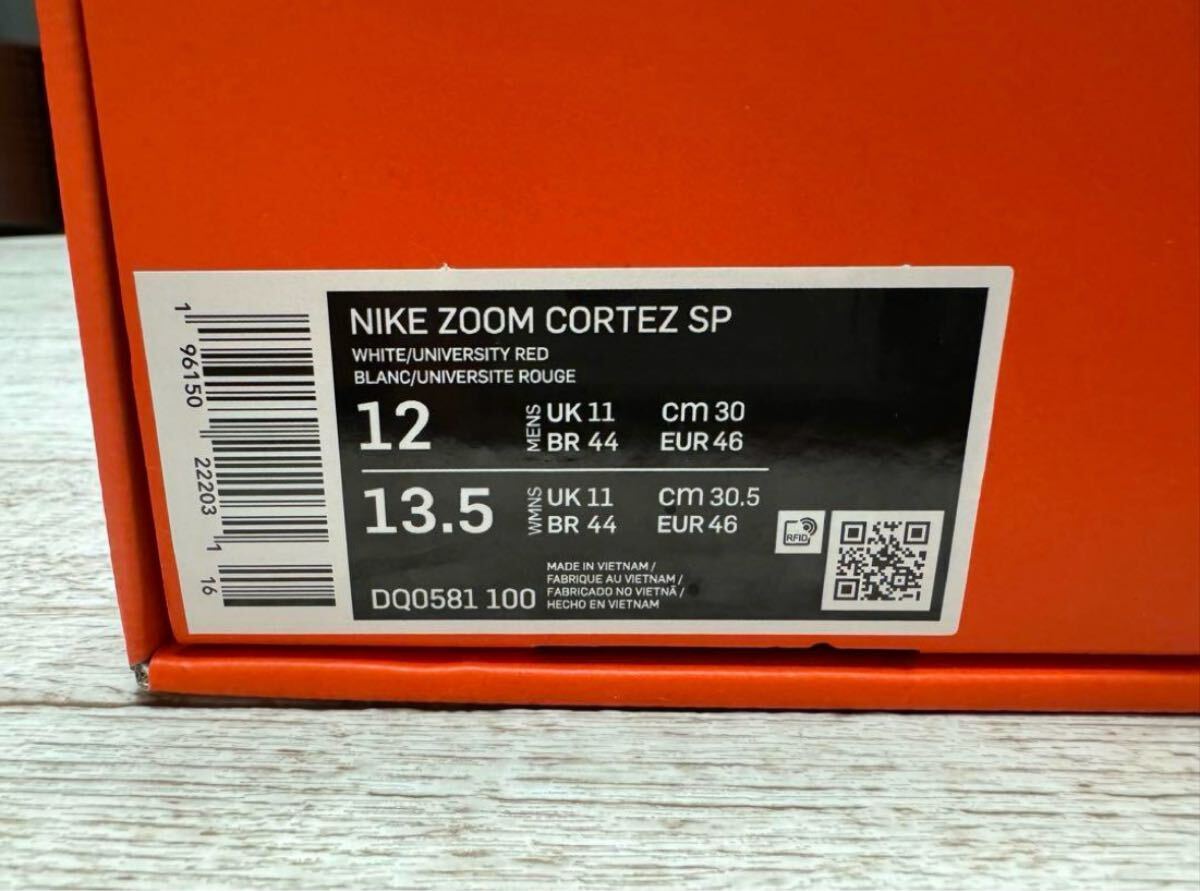 NIKE ZOOM CORTEZ SP
WHITE/UNIVERSITY RED
BLANC/UNIVERSITE ROUGE
12 MENS UK 11 cm 30
BR 44 EUR 46
13.5 WMNS UK 11 cm 30.5
BR 44 EUR 46
DQ0581 100
MADE IN VIETNAM /
FABRIQUE AU VIETNAM /
FABRICADO NO VIETNÃ /
HECHO EN VIETNAM
RFID
1 96150 22203 1 16